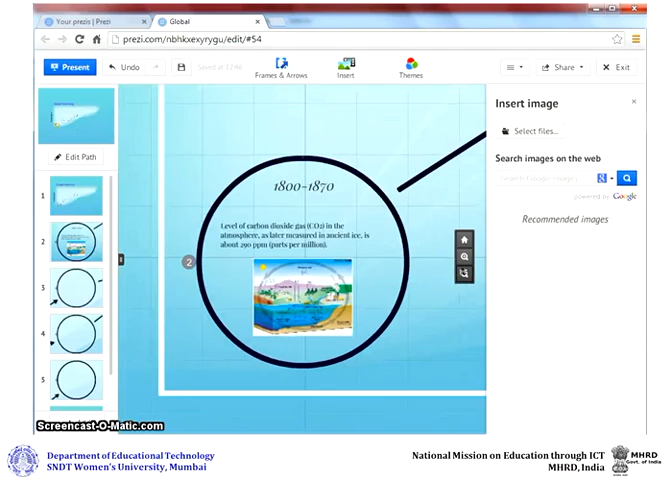 Your prezis | Prezi
Global
prezi.com/nbhkxexyrygu/edit/#54
Present
Undo
Saved at 12:46
Frames & Arrows
Insert
Themes
Share
Exit
Edit Path
1
2
3
4
5
1800-1870
Level of carbon dioxide gas (CO2) in the
atmosphere, as later measured in ancient ice, is
about 290 ppm (parts per million).
2
Insert image
Select files...
Search images on the web
Search Google Images
powered by Google
Recommended images
Screencast-O-Matic.com
Department of Educational Technology
SNDT Women's University, Mumbai
National Mission on Education through ICT
MHRD, India
MHRD
Govt. of India